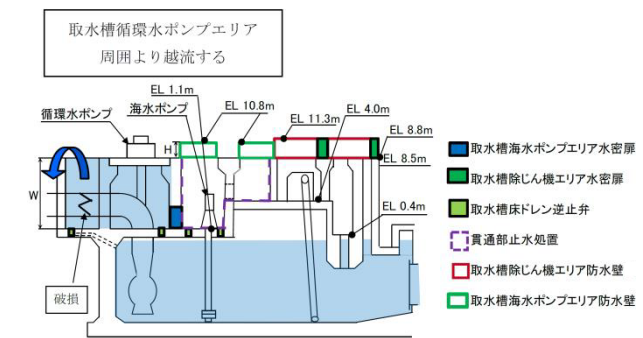 取水槽循環水ポンプエリア
周囲より越流する
EL 1.1m
循環水ポンプ
海水ポンプ
EL 10.8m
EL 11.3m
EL 4.0m
EL 8.8m
EL 8.5m
H
W
EL 0.4m
破損
取水槽海水ポンプエリア水密扉
取水槽除じん機エリア水密扉
取水槽床ドレン逆止弁
貫通部止水処置
取水槽除じん機エリア防水壁
取水槽海水ポンプエリア防水壁